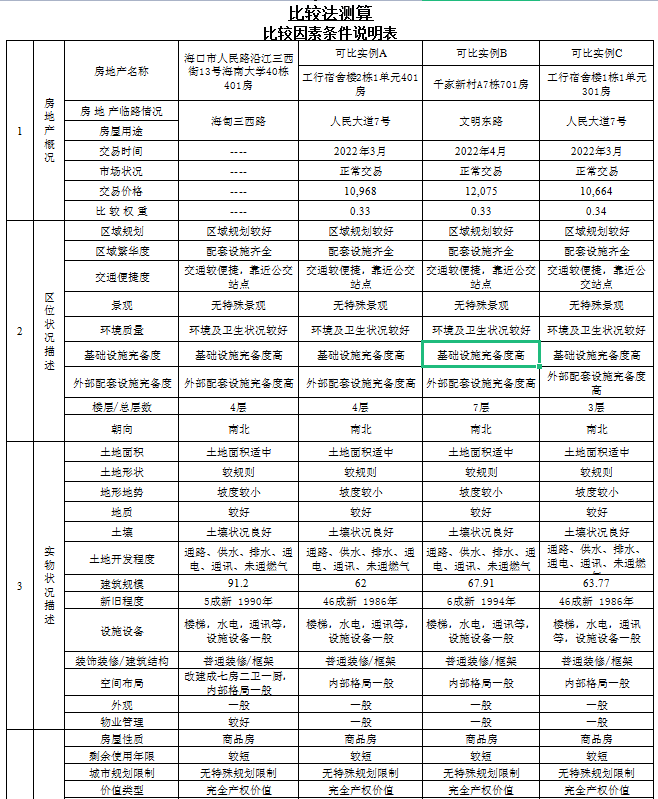 比较法测算
比较因素条件说明表
1 房地产概况 房地产名称 海口市人民路沿江三西街13号海南大学40栋401房 可比实例A 可比实例B 可比实例C
工行宿舍楼2栋1单元401房 千家新村A7栋701房 工行宿舍楼1栋1单元301房
房 地 产临路情况 海甸三西路 人民大道7号 文明东路 人民大道7号
房屋用途
交易时间 ---- 2022年3月 2022年4月 2022年3月
市场状况 ---- 正常交易 正常交易 正常交易
交易价格 ---- 10,968 12,075 10,664
比 较 权 重 ---- 0.33 0.33 0.34
2 区位状况描述 区域规划 区域规划较好 区域规划较好 区域规划较好 区域规划较好
区域繁华度 配套设施齐全 配套设施齐全 配套设施齐全 配套设施齐全
交通便捷度 交通较便捷，靠近公交站点 交通较便捷，靠近公交站点 交通较便捷，靠近公交站点 交通较便捷，靠近公交站点
景观 无特殊景观 无特殊景观 无特殊景观 无特殊景观
环境质量 环境及卫生状况较好 环境及卫生状况较好 环境及卫生状况较好 环境及卫生状况较好
基础设施完备度 基础设施完备度高 基础设施完备度高 基础设施完备度高 基础设施完备度高
外部配套设施完备度 外部配套设施完备度高 外部配套设施完备度高 外部配套设施完备度高 外部配套设施完备度高
楼层/总层数 4层 4层 7层 3层
朝向 南北 南北 南北 南北
3 实物状况描述 土地面积 土地面积适中 土地面积适中 土地面积适中 土地面积适中
土地形状 较规则 较规则 较规则 较规则
地形地势 坡度较小 坡度较小 坡度较小 坡度较小
地质 较好 较好 较好 较好
土壤 土壤状况良好 土壤状况良好 土壤状况良好 土壤状况良好
土地开发程度 通路、供水、排水、通电、通讯、未通燃气 通路、供水、排水、通电、通讯、未通燃气 通路、供水、排水、通电、通讯、未通燃气 通路、供水、排水、通电、通讯、未通燃气
建筑规模 91.2 62 67.91 63.77
新旧程度 5成新 1990年 46成新 1986年 6成新 1994年 46成新 1986年
设施设备 楼梯，水电，通讯等，设施设备一般 楼梯，水电，通讯等，设施设备一般 楼梯，水电，通讯等，设施设备一般 楼梯，水电，通讯等，设施设备一般
装饰装修/建筑结构 普通装修/框架 普通装修/框架 普通装修/框架 普通装修/框架
空间布局 改建成七房二卫一厨，内部格局一般 内部格局一般 内部格局一般 内部格局一般
外观 一般 一般 一般 一般
物业管理 较好 一般 一般 一般
房屋性质 商品房 商品房 商品房 商品房
剩余使用年限 较短 较短 较短 较短
城市规划限制 无特殊规划限制 无特殊规划限制 无特殊规划限制 无特殊规划限制
价值类型 完全产权价值 完全产权价值 完全产权价值 完全产权价值